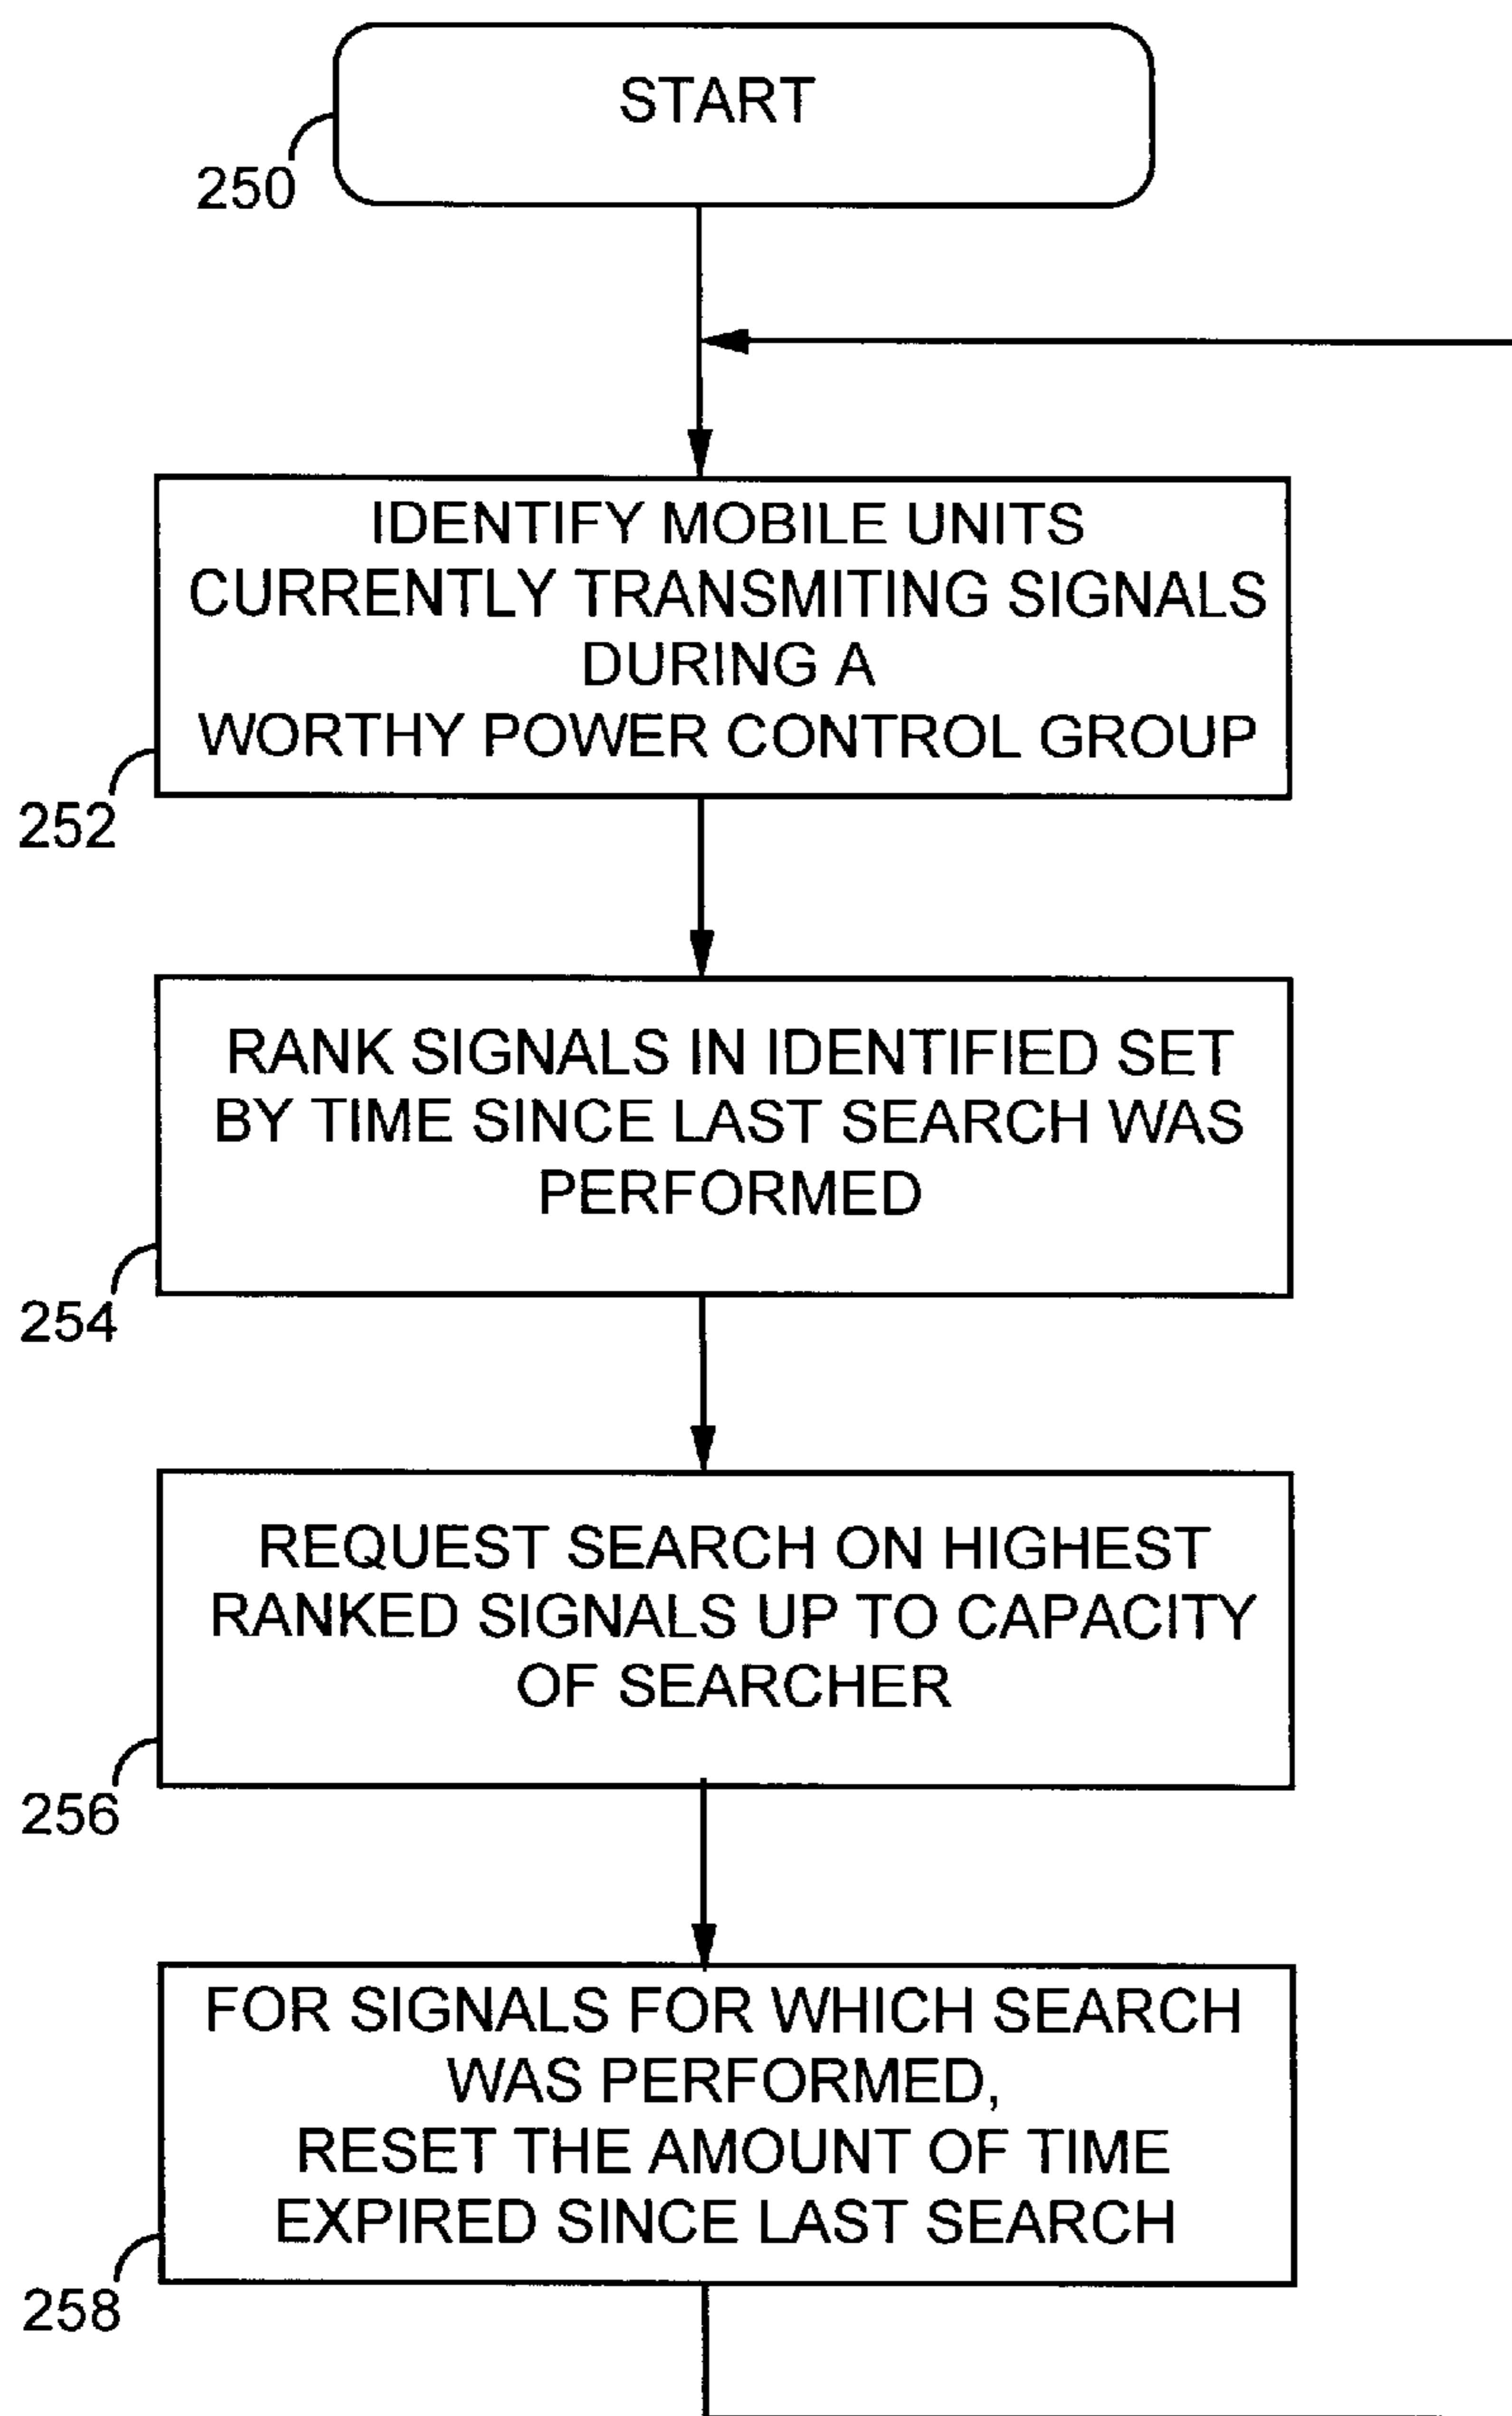 START
250
IDENTIFY MOBILE UNITS
CURRENTLY TRANSMITING SIGNALS
DURING A
WORTHY POWER CONTROL GROUP
252
RANK SIGNALS IN IDENTIFIED SET
BY TIME SINCE LAST SEARCH WAS
PERFORMED
254
REQUEST SEARCH ON HIGHEST
RANKED SIGNALS UP TO CAPACITY
OF SEARCHER
256
FOR SIGNALS FOR WHICH SEARCH
WAS PERFORMED,
RESET THE AMOUNT OF TIME
EXPIRED SINCE LAST SEARCH
258